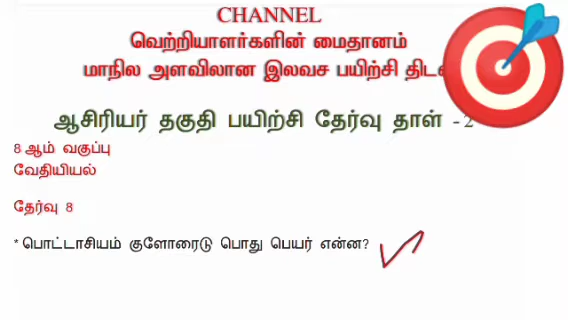 CHANNEL
வெற்றியாளர்களின் மைதானம்
மாநில அளவிலான இலவச பயிற்சி
ஆசிரியர் தகுதி பயிற்சி தேர்வு தாள் -2
8 ஆம் வகுப்பு
வேதியியல்
தேர்வு 8
* பொட்டாசியம் குளோரைடு பொது பெயர் என்ன?